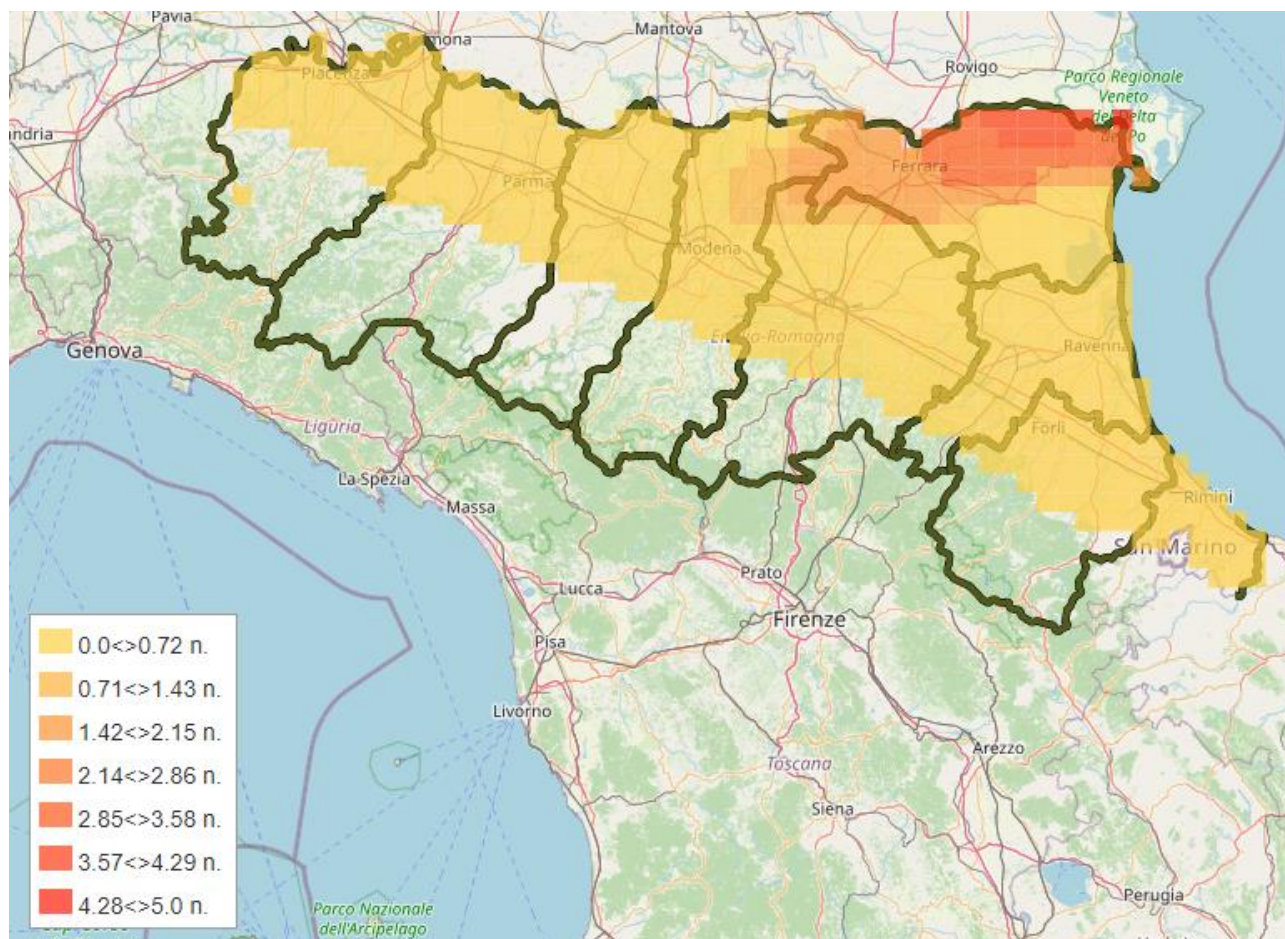 Pavia
mona
Mantova
Rovigo
Piacenza
Parco Regionale
Veneto
del Delta
del Po
andria
Ferrara
Parma
Modena
Emilia-Romagna
Ravenna
Genova
Liguria
Forlì
La Spezia
Massa
Rimini
San Marino
Prato
Lucca
Firenze
Pisa
Livorno
Arezzo
Toscana
Siena
Perugia
0.0<>0.72 n.
0.71<>1.43 n.
1.42<>2.15 n.
2.14<>2.86 n.
2.85<>3.58 n.
3.57<>4.29 n.
4.28<>5.0 n.
Parco Nazionale
dell'Arcipelago